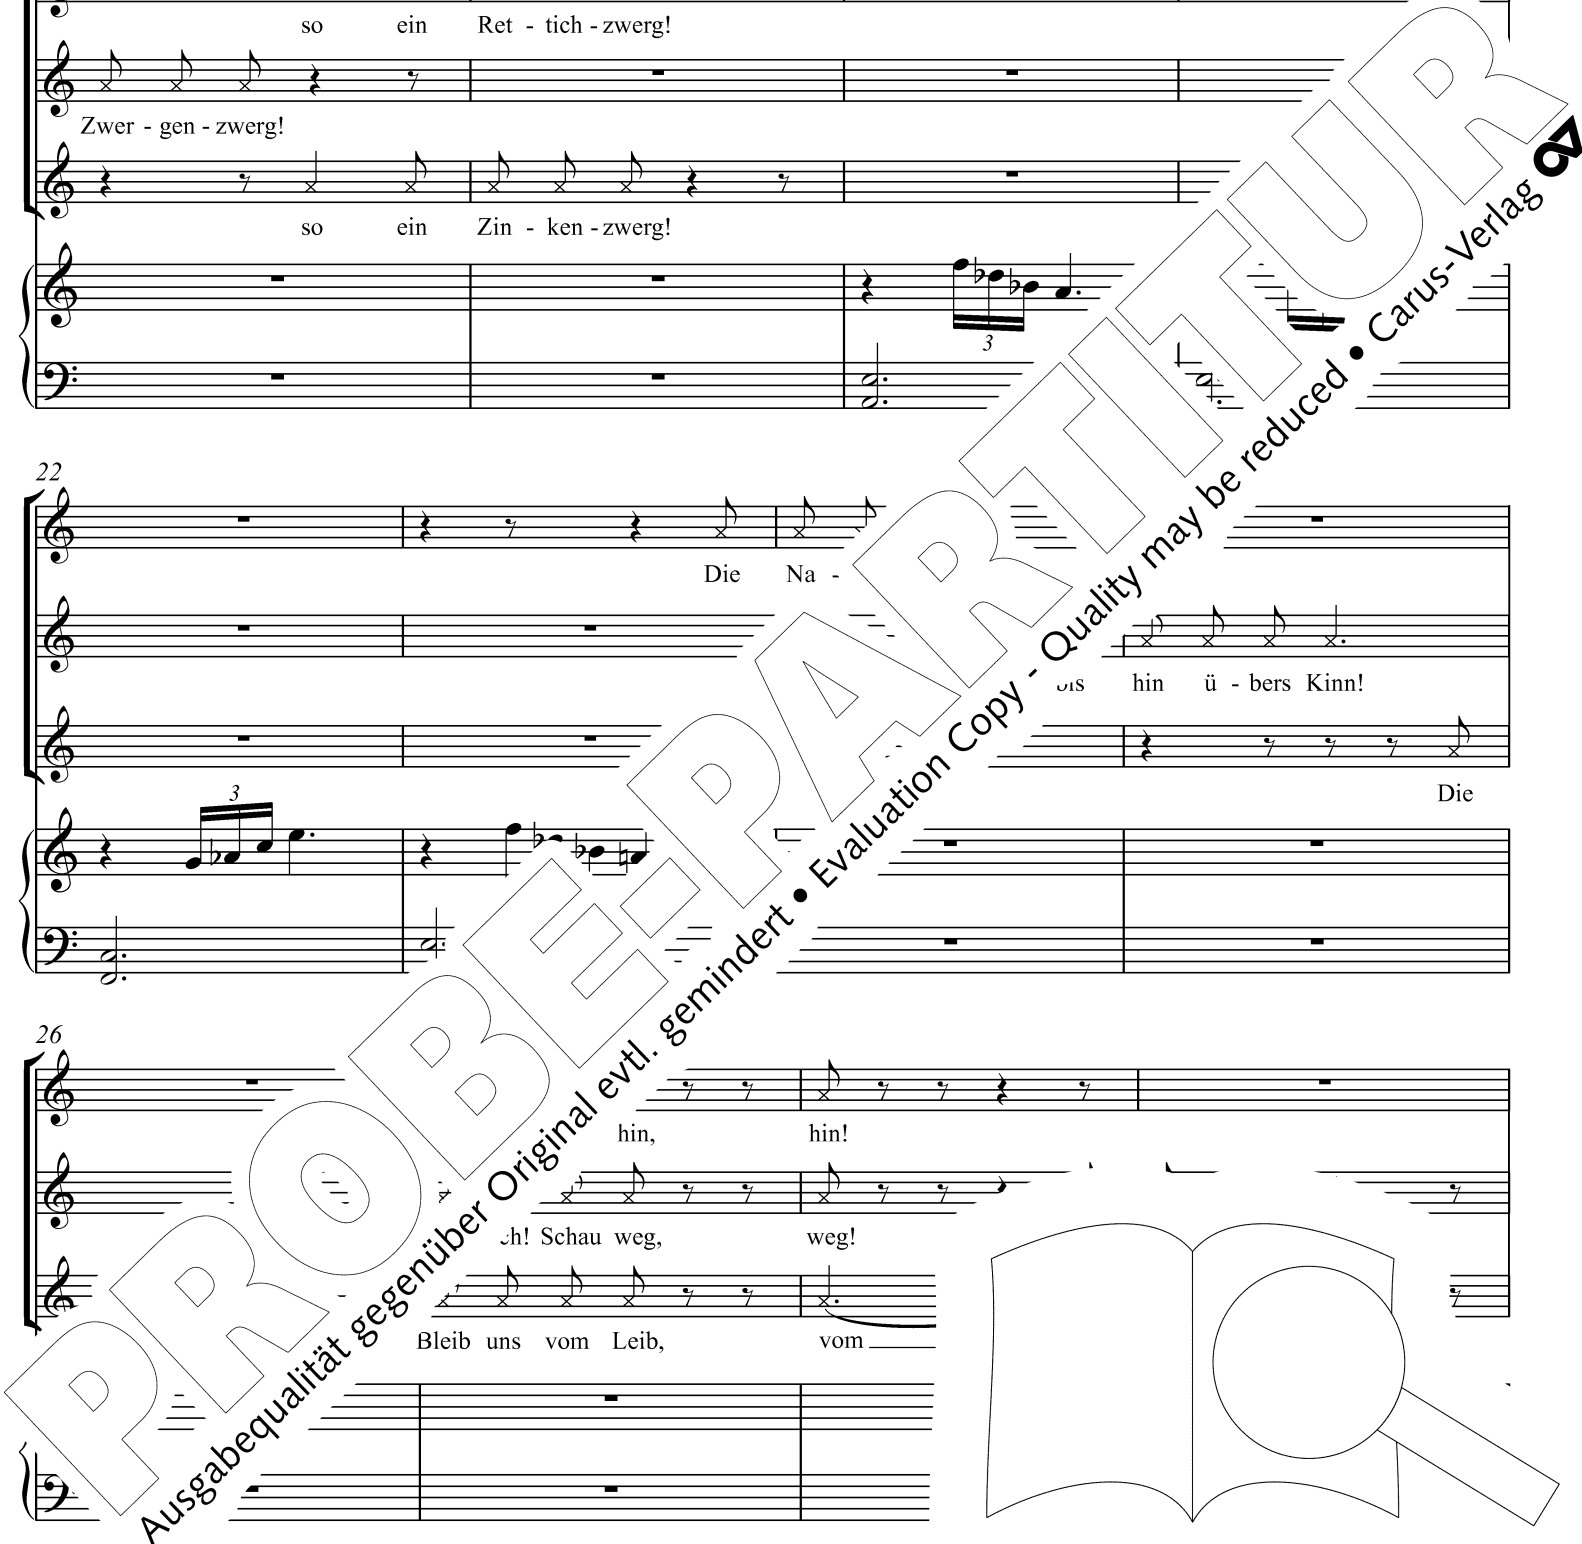 so ein Ret - tich - zwerg!
Zwer - gen - zwerg!
so ein Zin - ken - zwerg!
3
22
Die Na -
hin ü - bers Kinn!
Die
3
26
hin, hin!
Schau weg, weg!
Bleib uns vom Leib, vom
PROBE-PARTITUR
Ausgabequalität gegenüber Original evtl. gemindert • Evaluation Copy - Quality may be reduced • Carus-Verlag